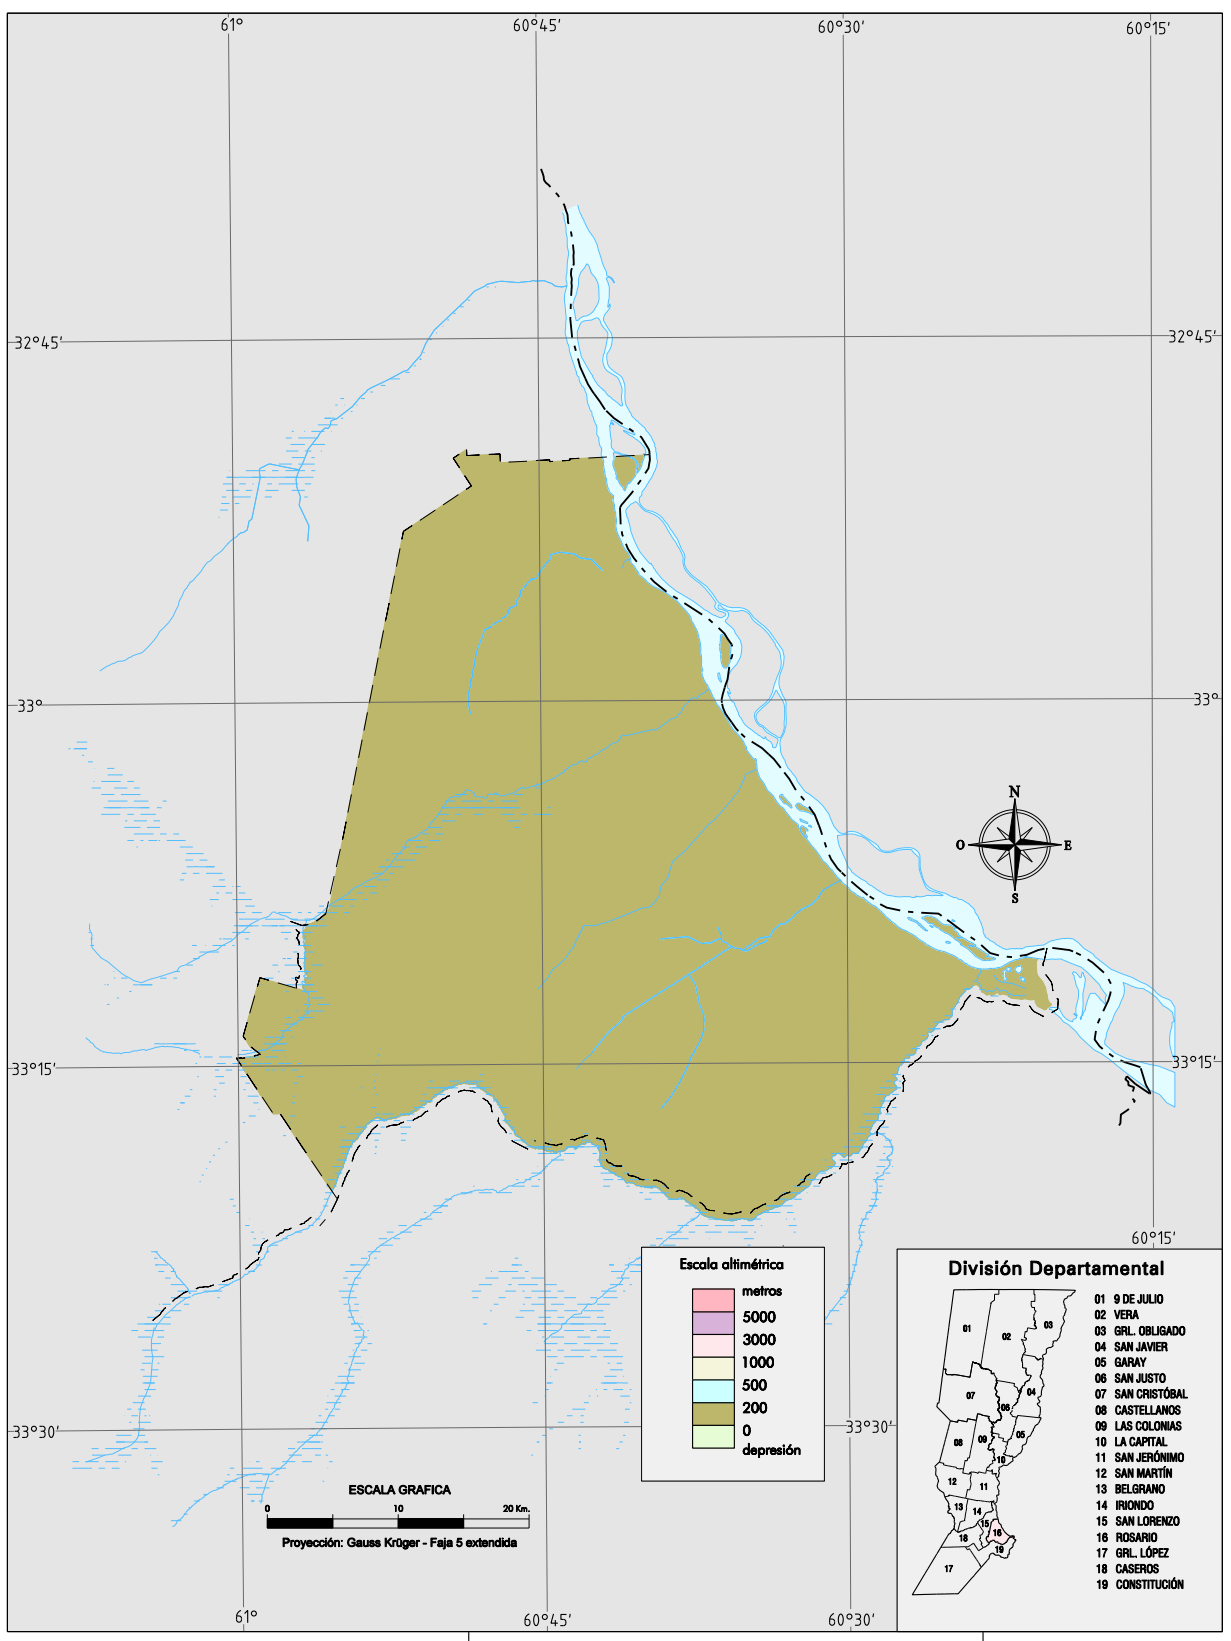 61°
60°45'
60°30'
60°15'
32°45'
32°45'
33°
33°
N
O
E
S
33°15'
33°15'
60°15'
33°30'
33°30'
Escala altimétrica
metros
5000
3000
1000
500
200
0
depresión
ESCALA GRAFICA
0
10
20 Km.
Proyección: Gauss Krüger - Faja 5 extendida
División Departamental
01
02
03
04
05
06
07
08
09
10
11
12
13
14
15
16
17
18
19
01 9 DE JULIO
02 VERA
03 GRL. OBLIGADO
04 SAN JAVIER
05 GARAY
06 SAN JUSTO
07 SAN CRISTÓBAL
08 CASTELLANOS
09 LAS COLONIAS
10 LA CAPITAL
11 SAN JERÓNIMO
12 SAN MARTÍN
13 BELGRANO
14 IRIONDO
15 SAN LORENZO
16 ROSARIO
17 GRL. LÓPEZ
18 CASEROS
19 CONSTITUCIÓN
61°
60°45'
60°30'